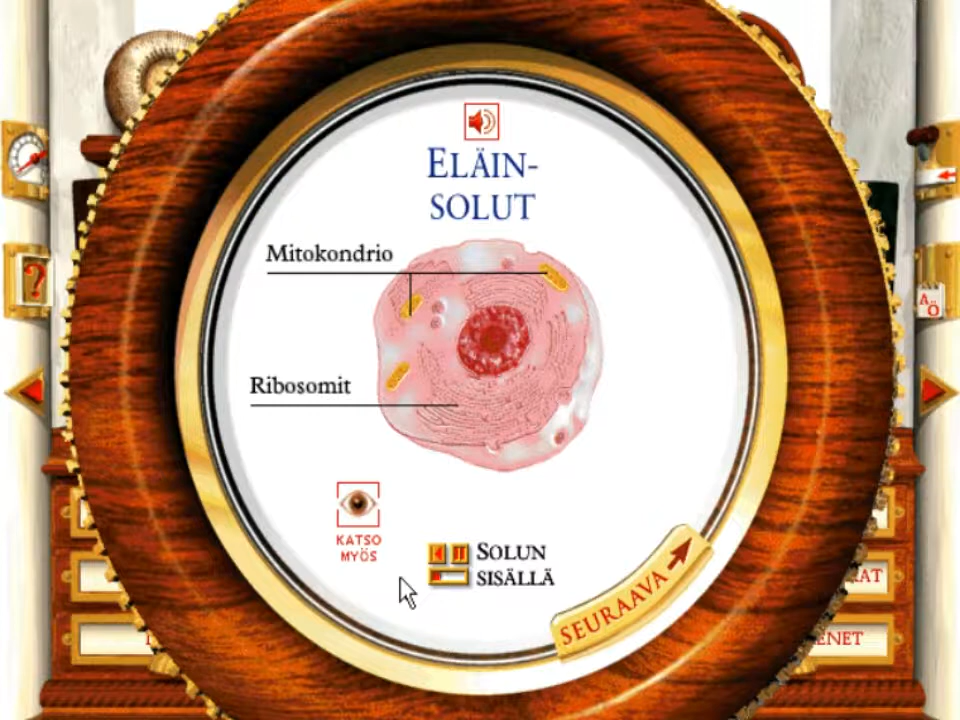 ELÄIN-
SOLUT
Mitokondrio
Ribosomit
KATSO
MYÖS
SOLUN
SISÄLLÄ
SEURAAVA
?
A
Ö